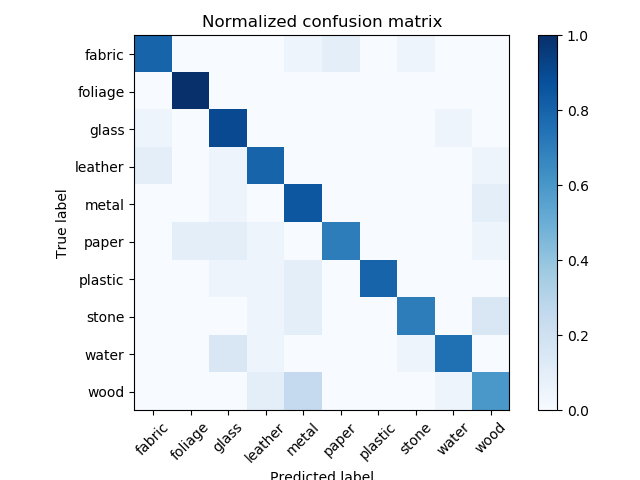 Normalized confusion matrix
True label
fabric
foliage
glass
leather
metal
paper
plastic
stone
water
wood
fabric
foliage
glass
leather
metal
paper
plastic
stone
water
wood
Predicted label
1.0
0.8
0.6
0.4
0.2
0.0